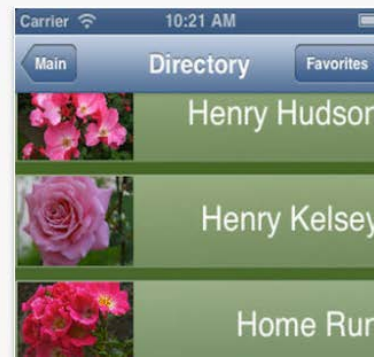 Carrier 10:21 AM
Main Directory Favorites
Henry Hudson
Henry Kelsey
Home Run